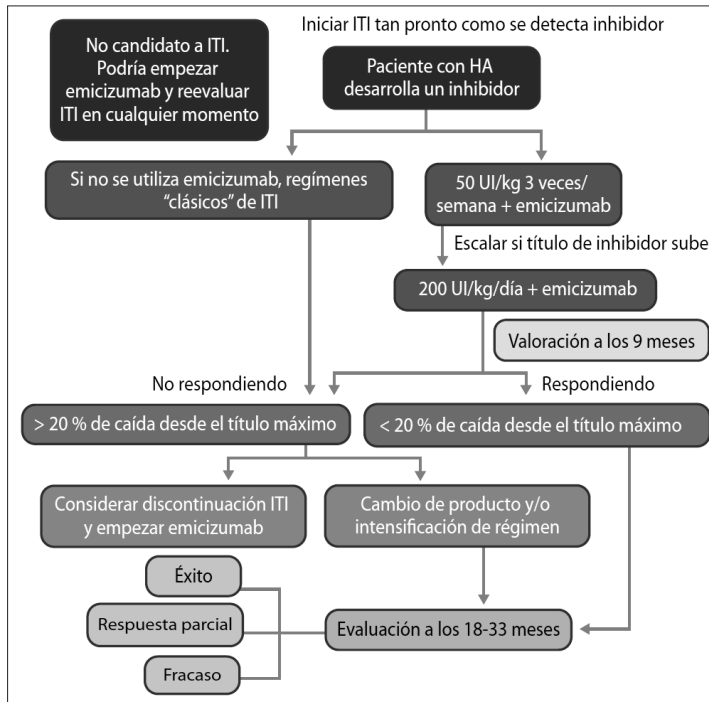 Iniciar ITI tan pronto como se detecta inhibidor
No candidato a ITI.
Podría empezar
emicizumab y reevaluar
ITI en cualquier momento
Paciente con HA
desarrolla un inhibidor
Si no se utiliza emicizumab, regímenes
“clásicos” de ITI
50 UI/kg 3 veces/
semana + emicizumab
Escalar si título de inhibidor sube
200 UI/kg/día + emicizumab
Valoración a los 9 meses
No respondiendo
Respondiendo
> 20 % de caída desde el título máximo
< 20 % de caída desde el título máximo
Considerar discontinuación ITI
y empezar emicizumab
Cambio de producto y/o
intensificación de régimen
Éxito
Respuesta parcial
Fracaso
Evaluación a los 18-33 meses